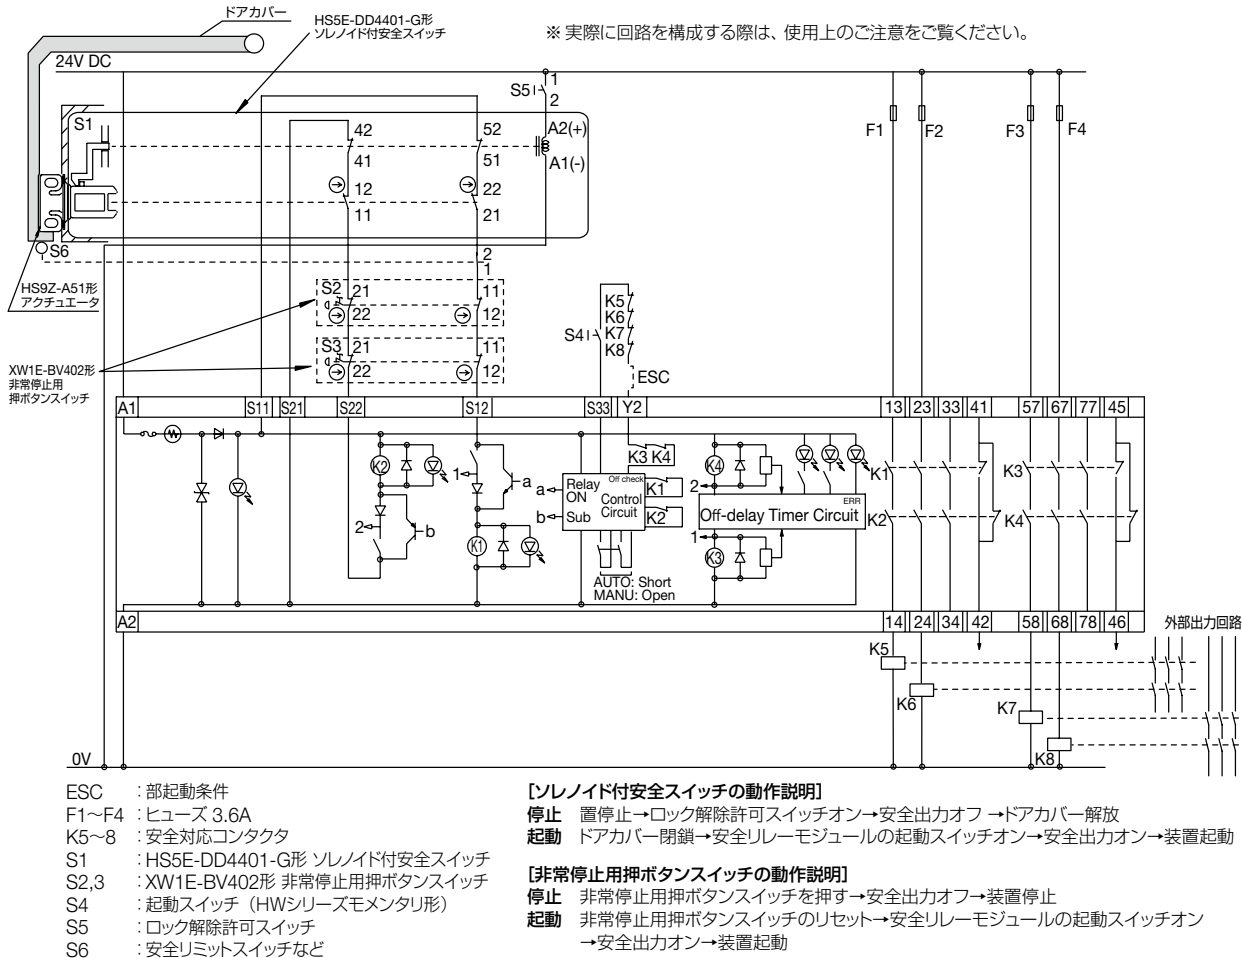 ドアカバー
HS5E-DD4401-G形
ソレノイド付安全スイッチ
※ 実際に回路を構成する際は、使用上のご注意をご覧ください。
24V DC
S5
1
2
S1
42
52
A2(+)
41
51
A1(-)
12
22
11
21
F1
F2
F3
F4
S6
2
1
HS9Z-A51形
アクチュエータ
S2
21
11
22
12
S3
21
11
22
12
XW1E-BV402形
非常停止用
押ボタンスイッチ
S4
K5
K6
K7
K8
ESC
A1
S11
S21
S22
S12
S33
Y2
13
23
33
41
57
67
77
45
K2
1
a
2
b
K1
K3 K4
a
Relay
ON
Off check
Control
Circuit
b
Sub
K1
K2
AUTO: Short
MANU: Open
K4
2
ERR
Off-delay Timer Circuit
1
K3
K1
K2
K3
K4
A2
14
24
34
42
58
68
78
46
外部出力回路
K5
K6
K7
K8
0V
ESC : 部起動条件
F1～F4 : ヒューズ 3.6A
K5～8 : 安全対応コンタクタ
S1 : HS5E-DD4401-G形 ソレノイド付安全スイッチ
S2,3 : XW1E-BV402形 非常停止用押ボタンスイッチ
S4 : 起動スイッチ（HWシリーズモメンタリ形）
S5 : ロック解除許可スイッチ
S6 : 安全リミットスイッチなど
[ソレノイド付安全スイッチの動作説明]
停止 置停止→ロック解除許可スイッチオン→安全出力オフ →ドアカバー解放
起動 ドアカバー閉鎖→安全リレーモジュールの起動スイッチオン→安全出力オン→装置起動
[非常停止用押ボタンスイッチの動作説明]
停止 非常停止用押ボタンスイッチを押す→安全出力オフ→装置停止
起動 非常停止用押ボタンスイッチのリセット→安全リレーモジュールの起動スイッチオン
→安全出力オン→装置起動